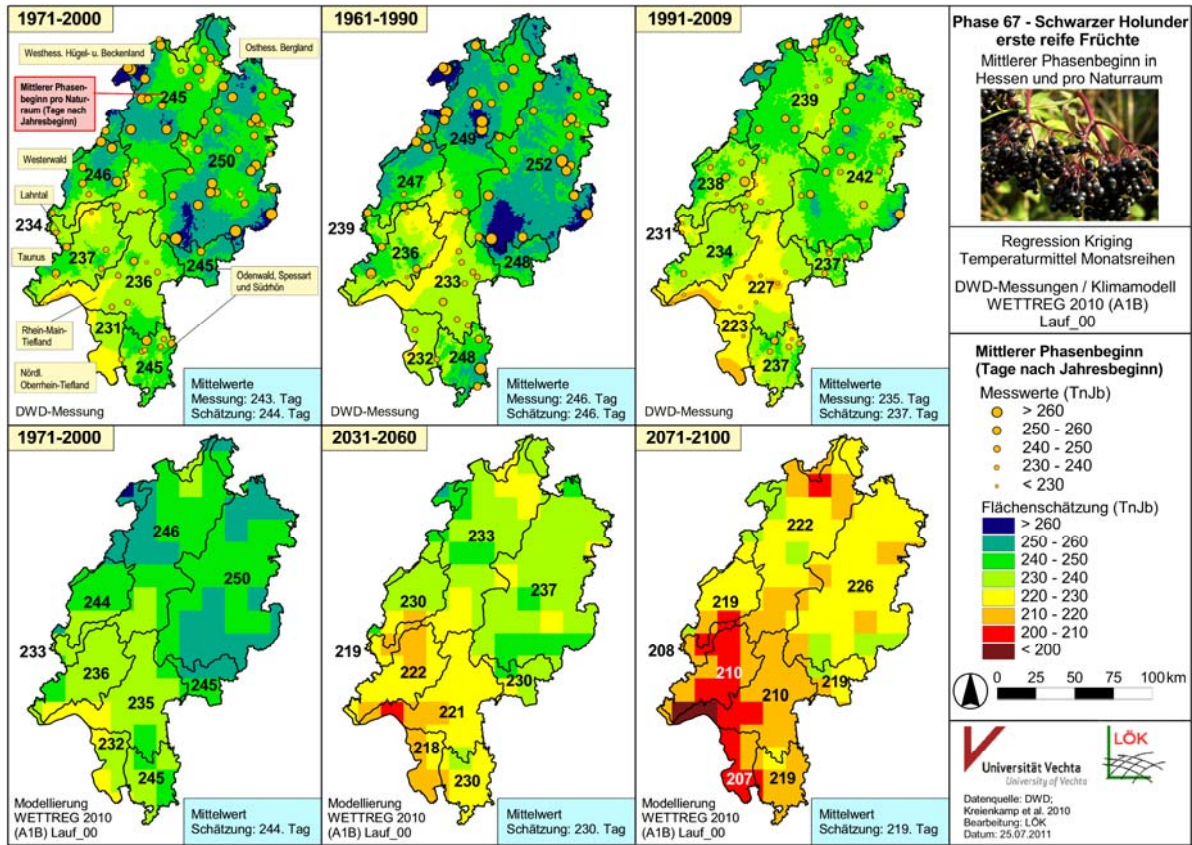 1971-2000
Westhess. Hügel- u. Beckenland
Osthess. Bergland
Mittlerer Phasen-
beginn pro Natur-
raum (Tage nach
Jahresbeginn)
245
250
Westerwald
246
Lahntal
234
237
Taunus
236
245
Odenwald, Spessart
und Südrhön
Rhein-Main-
Tiefland
231
Nördl.
Oberrhein-Tiefland
245
DWD-Messung
Mittelwerte
Messung: 243. Tag
Schätzung: 244. Tag
1961-1990
249
252
247
239
236
233
248
232
248
DWD-Messung
Mittelwerte
Messung: 246. Tag
Schätzung: 246. Tag
1991-2009
239
238
242
231
234
237
227
223
237
DWD-Messung
Mittelwerte
Messung: 235. Tag
Schätzung: 237. Tag
Phase 67 - Schwarzer Holunder
erste reife Früchte
Mittlerer Phasenbeginn in
Hessen und pro Naturraum
Regression Kriging
Temperaturmittel Monatsreihen
DWD-Messungen / Klimamodell
WETTREG 2010 (A1B)
Lauf_00
Mittlerer Phasenbeginn
(Tage nach Jahresbeginn)
Messwerte (TnJb)
> 260
250 - 260
240 - 250
230 - 240
< 230
Flächenschätzung (TnJb)
> 260
250 - 260
240 - 250
230 - 240
220 - 230
210 - 220
200 - 210
< 200
0 25 50 75 100 km
1971-2000
246
250
244
233
236
235
245
232
245
Modellierung
WETTREG 2010
(A1B) Lauf_00
Mittelwert
Schätzung: 244. Tag
2031-2060
233
237
230
219
222
230
221
218
230
Modellierung
WETTREG 2010
(A1B) Lauf_00
Mittelwert
Schätzung: 230. Tag
2071-2100
222
226
219
208
210
210
219
207
219
Modellierung
WETTREG 2010
(A1B) Lauf_00
Mittelwert
Schätzung: 219. Tag
Universität Vechta
University of Vechta
LÖK
Datenquelle: DWD;
Kreienkamp et al. 2010
Bearbeitung: LÖK
Datum: 25.07.2011